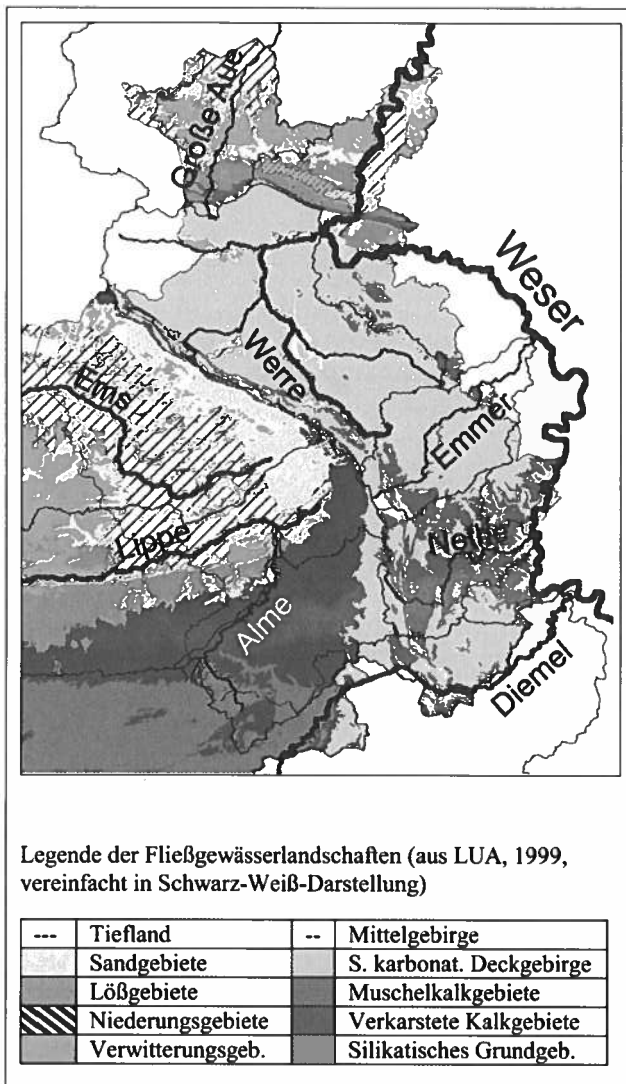 Große Aue
Weser
Werre
Ems
Emmer
Nethe
Lippe
Alme
Diemel
Legende der Fließgewässerlandschaften (aus LUA, 1999,
vereinfacht in Schwarz-Weiß-Darstellung)
--- Tiefland -- Mittelgebirge
Sandgebiete S. karbonat. Deckgebirge
Lößgebiete Muschelkalkgebiete
Niederungsgebiete Verkarstete Kalkgebiete
Verwitterungsgeb. Silikatisches Grundgeb.